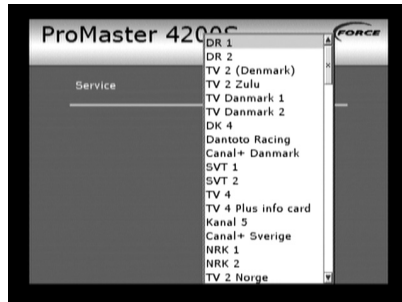 ProMaster 4200S
FORCE
Service
DR 1
DR 2
TV 2 (Denmark)
TV 2 Zulu
TV Danmark 1
TV Danmark 2
DK 4
Dantoto Racing
Canal+ Danmark
SVT 1
SVT 2
TV 4
TV 4 Plus info card
Kanal 5
Canal+ Sverige
NRK 1
NRK 2
TV 2 Norge